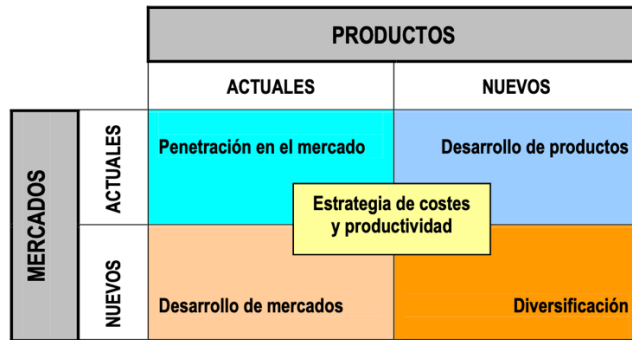 PRODUCTOS
ACTUALES
NUEVOS
MERCADOS
ACTUALES
Penetración en el mercado
Desarrollo de productos
Estrategia de costes
y productividad
NUEVOS
Desarrollo de mercados
Diversificación